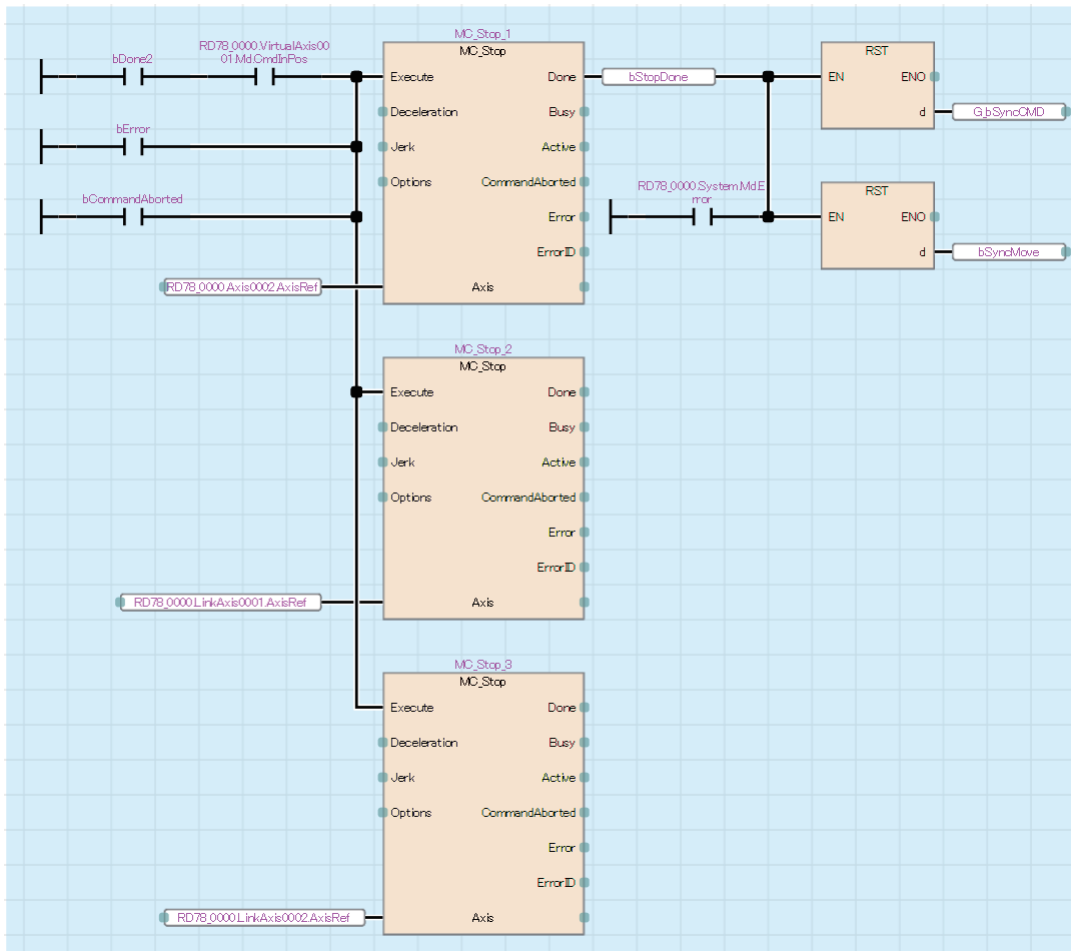 MC_Stop_1
RD78_0000.VirtualAxis00
01.Md.CmdInPos
bDone2
MC_Stop
RST
Execute
Done
bStopDone
EN
ENO
Deceleration
Busy
d
G_bSyncCMD
bError
Jerk
Active
bCommandAborted
Options
CommandAborted
RD78_0000.System.Md.E
rror
RST
Error
EN
ENO
ErrorID
d
bSyncMove
RD78_0000.Axis0002.AxisRef
Axis
MC_Stop_2
MC_Stop
Execute
Done
Deceleration
Busy
Jerk
Active
Options
CommandAborted
Error
ErrorID
RD78_0000.LinkAxis0001.AxisRef
Axis
MC_Stop_3
MC_Stop
Execute
Done
Deceleration
Busy
Jerk
Active
Options
CommandAborted
Error
ErrorID
RD78_0000.LinkAxis0002.AxisRef
Axis